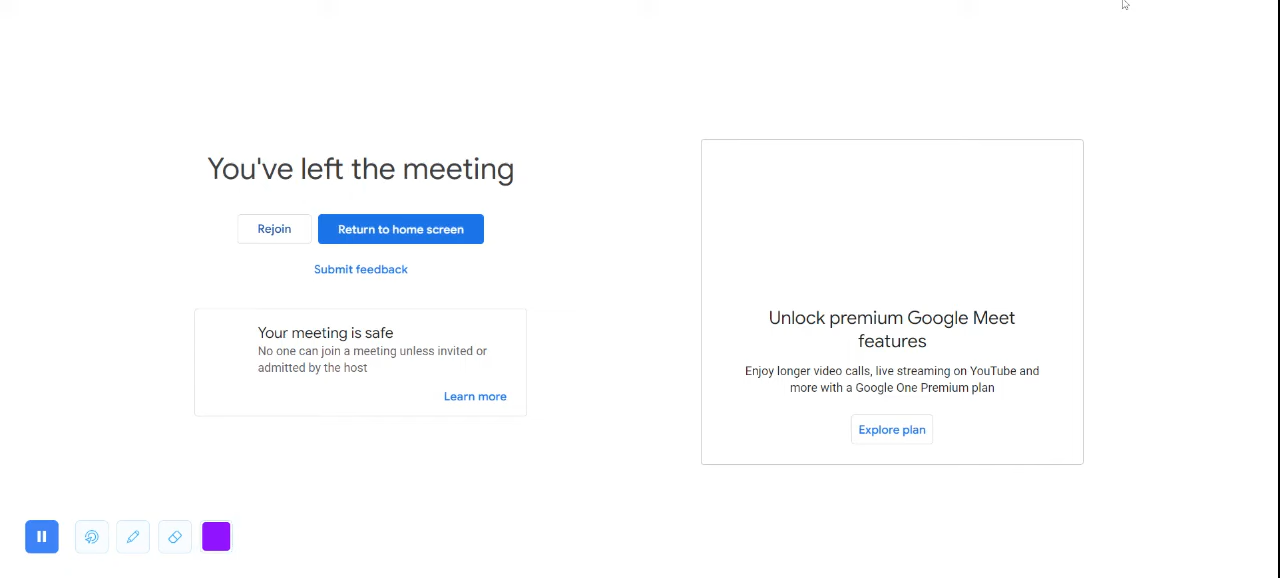 You've left the meeting
Rejoin
Return to home screen
Submit feedback
Your meeting is safe
No one can join a meeting unless invited or
admitted by the host
Learn more
Unlock premium Google Meet
features
Enjoy longer video calls, live streaming on YouTube and
more with a Google One Premium plan
Explore plan